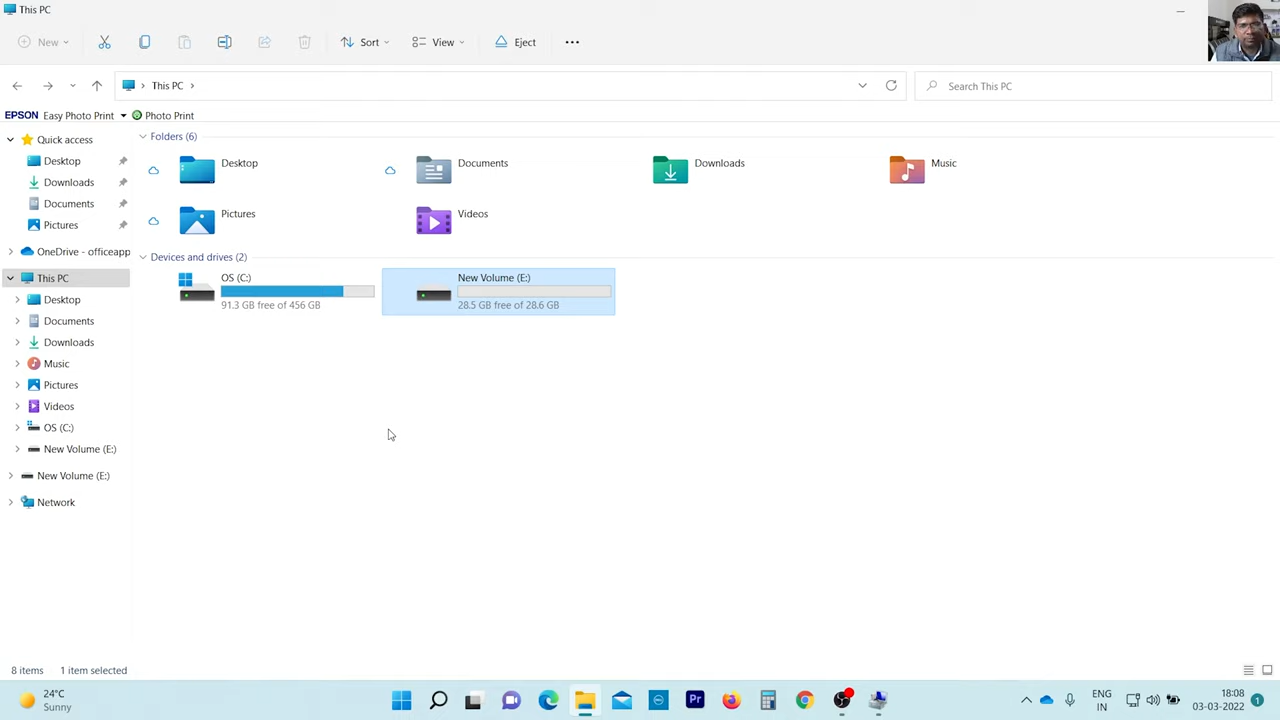 This PC
New
Sort
View
Eject
This PC
Search This PC
EPSON Easy Photo Print Photo Print
Quick access
Desktop
Downloads
Documents
Pictures
OneDrive - officeapp
This PC
Desktop
Documents
Downloads
Music
Pictures
Videos
OS (C:)
New Volume (E:)
New Volume (E:)
Network
Folders (6)
Desktop
Documents
Downloads
Music
Pictures
Videos
Devices and drives (2)
OS (C:)
91.3 GB free of 456 GB
New Volume (E:)
28.5 GB free of 28.6 GB
8 items 1 item selected
24°C
Sunny
Pr
ENG
IN
18:08
03-03-2022
1